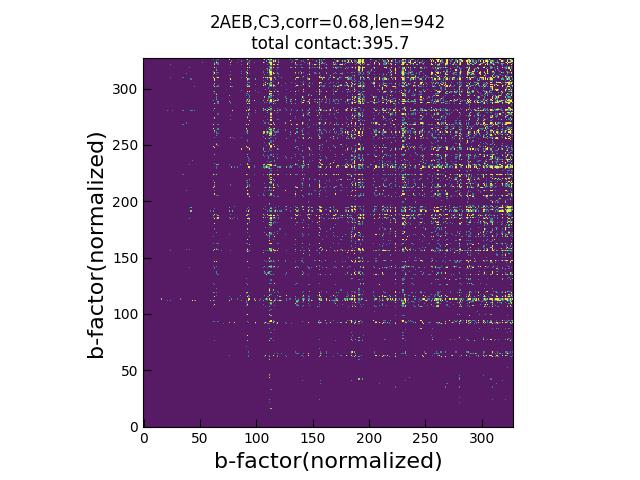 2AEB,C3,corr=0.68,len=942
total contact:395.7
300
250
200
150
100
50
0
b-factor(normalized)
0 50 100 150 200 250 300
b-factor(normalized)